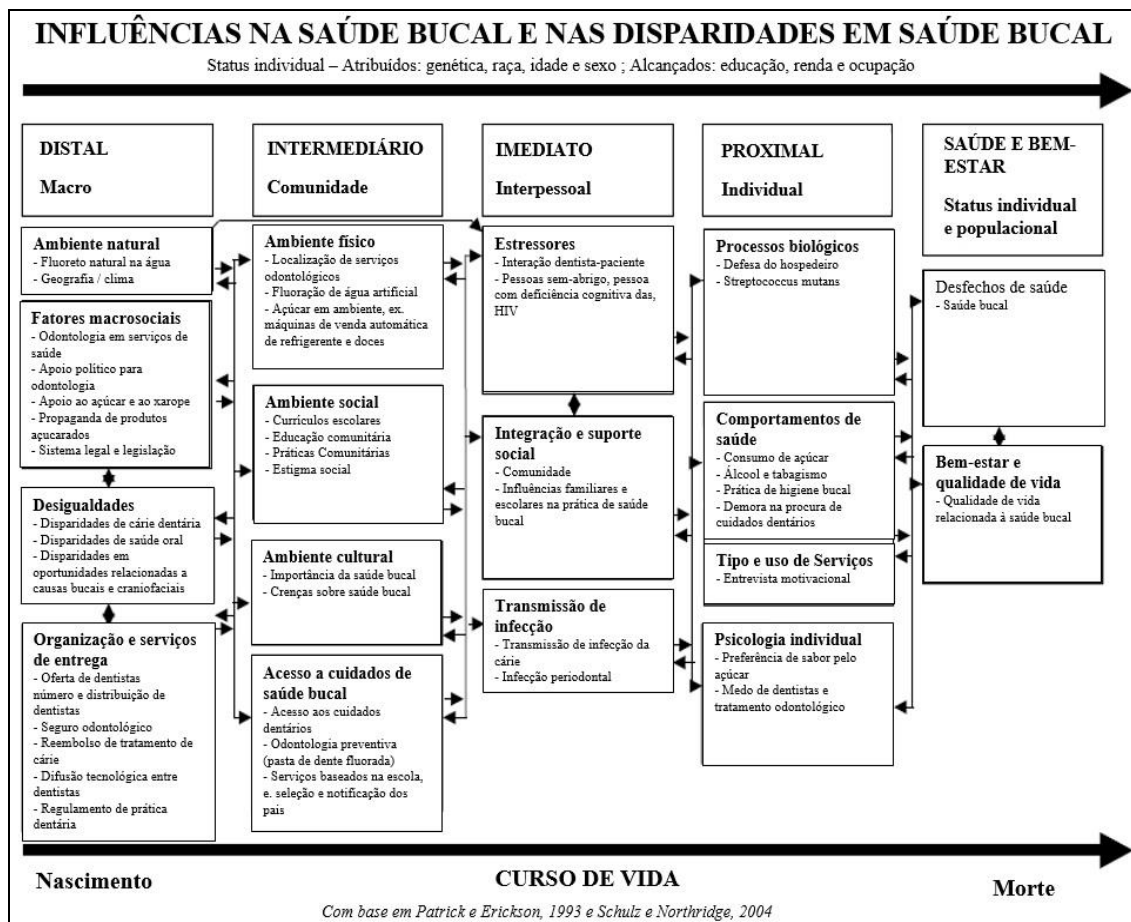 INFLUÊNCIAS NA SAÚDE BUCAL E NAS DISPARIDADES EM SAÚDE BUCAL
Status individual – Atribuídos: genética, raça, idade e sexo ; Alcançados: educação, renda e ocupação
DISTAL
Macro
Ambiente natural
- Fluoreto natural na água
- Geografia / clima
Fatores macrosociais
- Odontologia em serviços de
saúde
- Apoio político para
odontologia
- Apoio ao açúcar e ao xarope
- Propaganda de produtos
açucarados
- Sistema legal e legislação
Desigualdades
- Disparidades de cárie dentária
- Disparidades de saúde oral
- Disparidades em
oportunidades relacionadas a
causas bucais e craniofaciais
Organização e serviços
de entrega
- Oferta de dentistas
número e distribuição de
dentistas
- Seguro odontológico
- Reembolso de tratamento de
cárie
- Difusão tecnológica entre
dentistas
- Regulamento de prática
dentária
INTERMEDIÁRIO
Comunidade
Ambiente físico
- Localização de serviços
odontológicos
- Fluoração de água artificial
- Açúcar em ambiente, ex.
máquinas de venda automática
de refrigerante e doces
Ambiente social
- Currículos escolares
- Educação comunitária
- Práticas Comunitárias
- Estigma social
Ambiente cultural
- Importância da saúde bucal
- Crenças sobre saúde bucal
Acesso a cuidados de
saúde bucal
- Acesso aos cuidados
dentários
- Odontologia preventiva
(pasta de dente fluorada)
- Serviços baseados na escola,
e. seleção e notificação dos
pais
IMEDIATO
Interpessoal
Estressores
- Interação dentista-paciente
- Pessoas sem-abrigo, pessoa
com deficiência cognitiva das,
HIV
Integração e suporte
social
- Comunidade
- Influências familiares e
escolares na prática de saúde
bucal
Transmissão de
infecção
- Transmissão de infecção da
cárie
- Infecção periodontal
PROXIMAL
Individual
Processos biológicos
- Defesa do hospedeiro
- Streptococcus mutans
Comportamentos de
saúde
- Consumo de açúcar
- Álcool e tabagismo
- Prática de higiene bucal
- Demora na procura de
cuidados dentários
Tipo e uso de Serviços
- Entrevista motivacional
Psicologia individual
- Preferência de sabor pelo
açúcar
- Medo de dentistas e
tratamento odontológico
SAÚDE E BEM-
ESTAR
Status individual
e populacional
Desfechos de saúde
- Saúde bucal
Bem-estar e
qualidade de vida
- Qualidade de vida
relacionada à saúde bucal
Nascimento
CURSO DE VIDA
Morte
Com base em Patrick e Erickson, 1993 e Schulz e Northridge, 2004